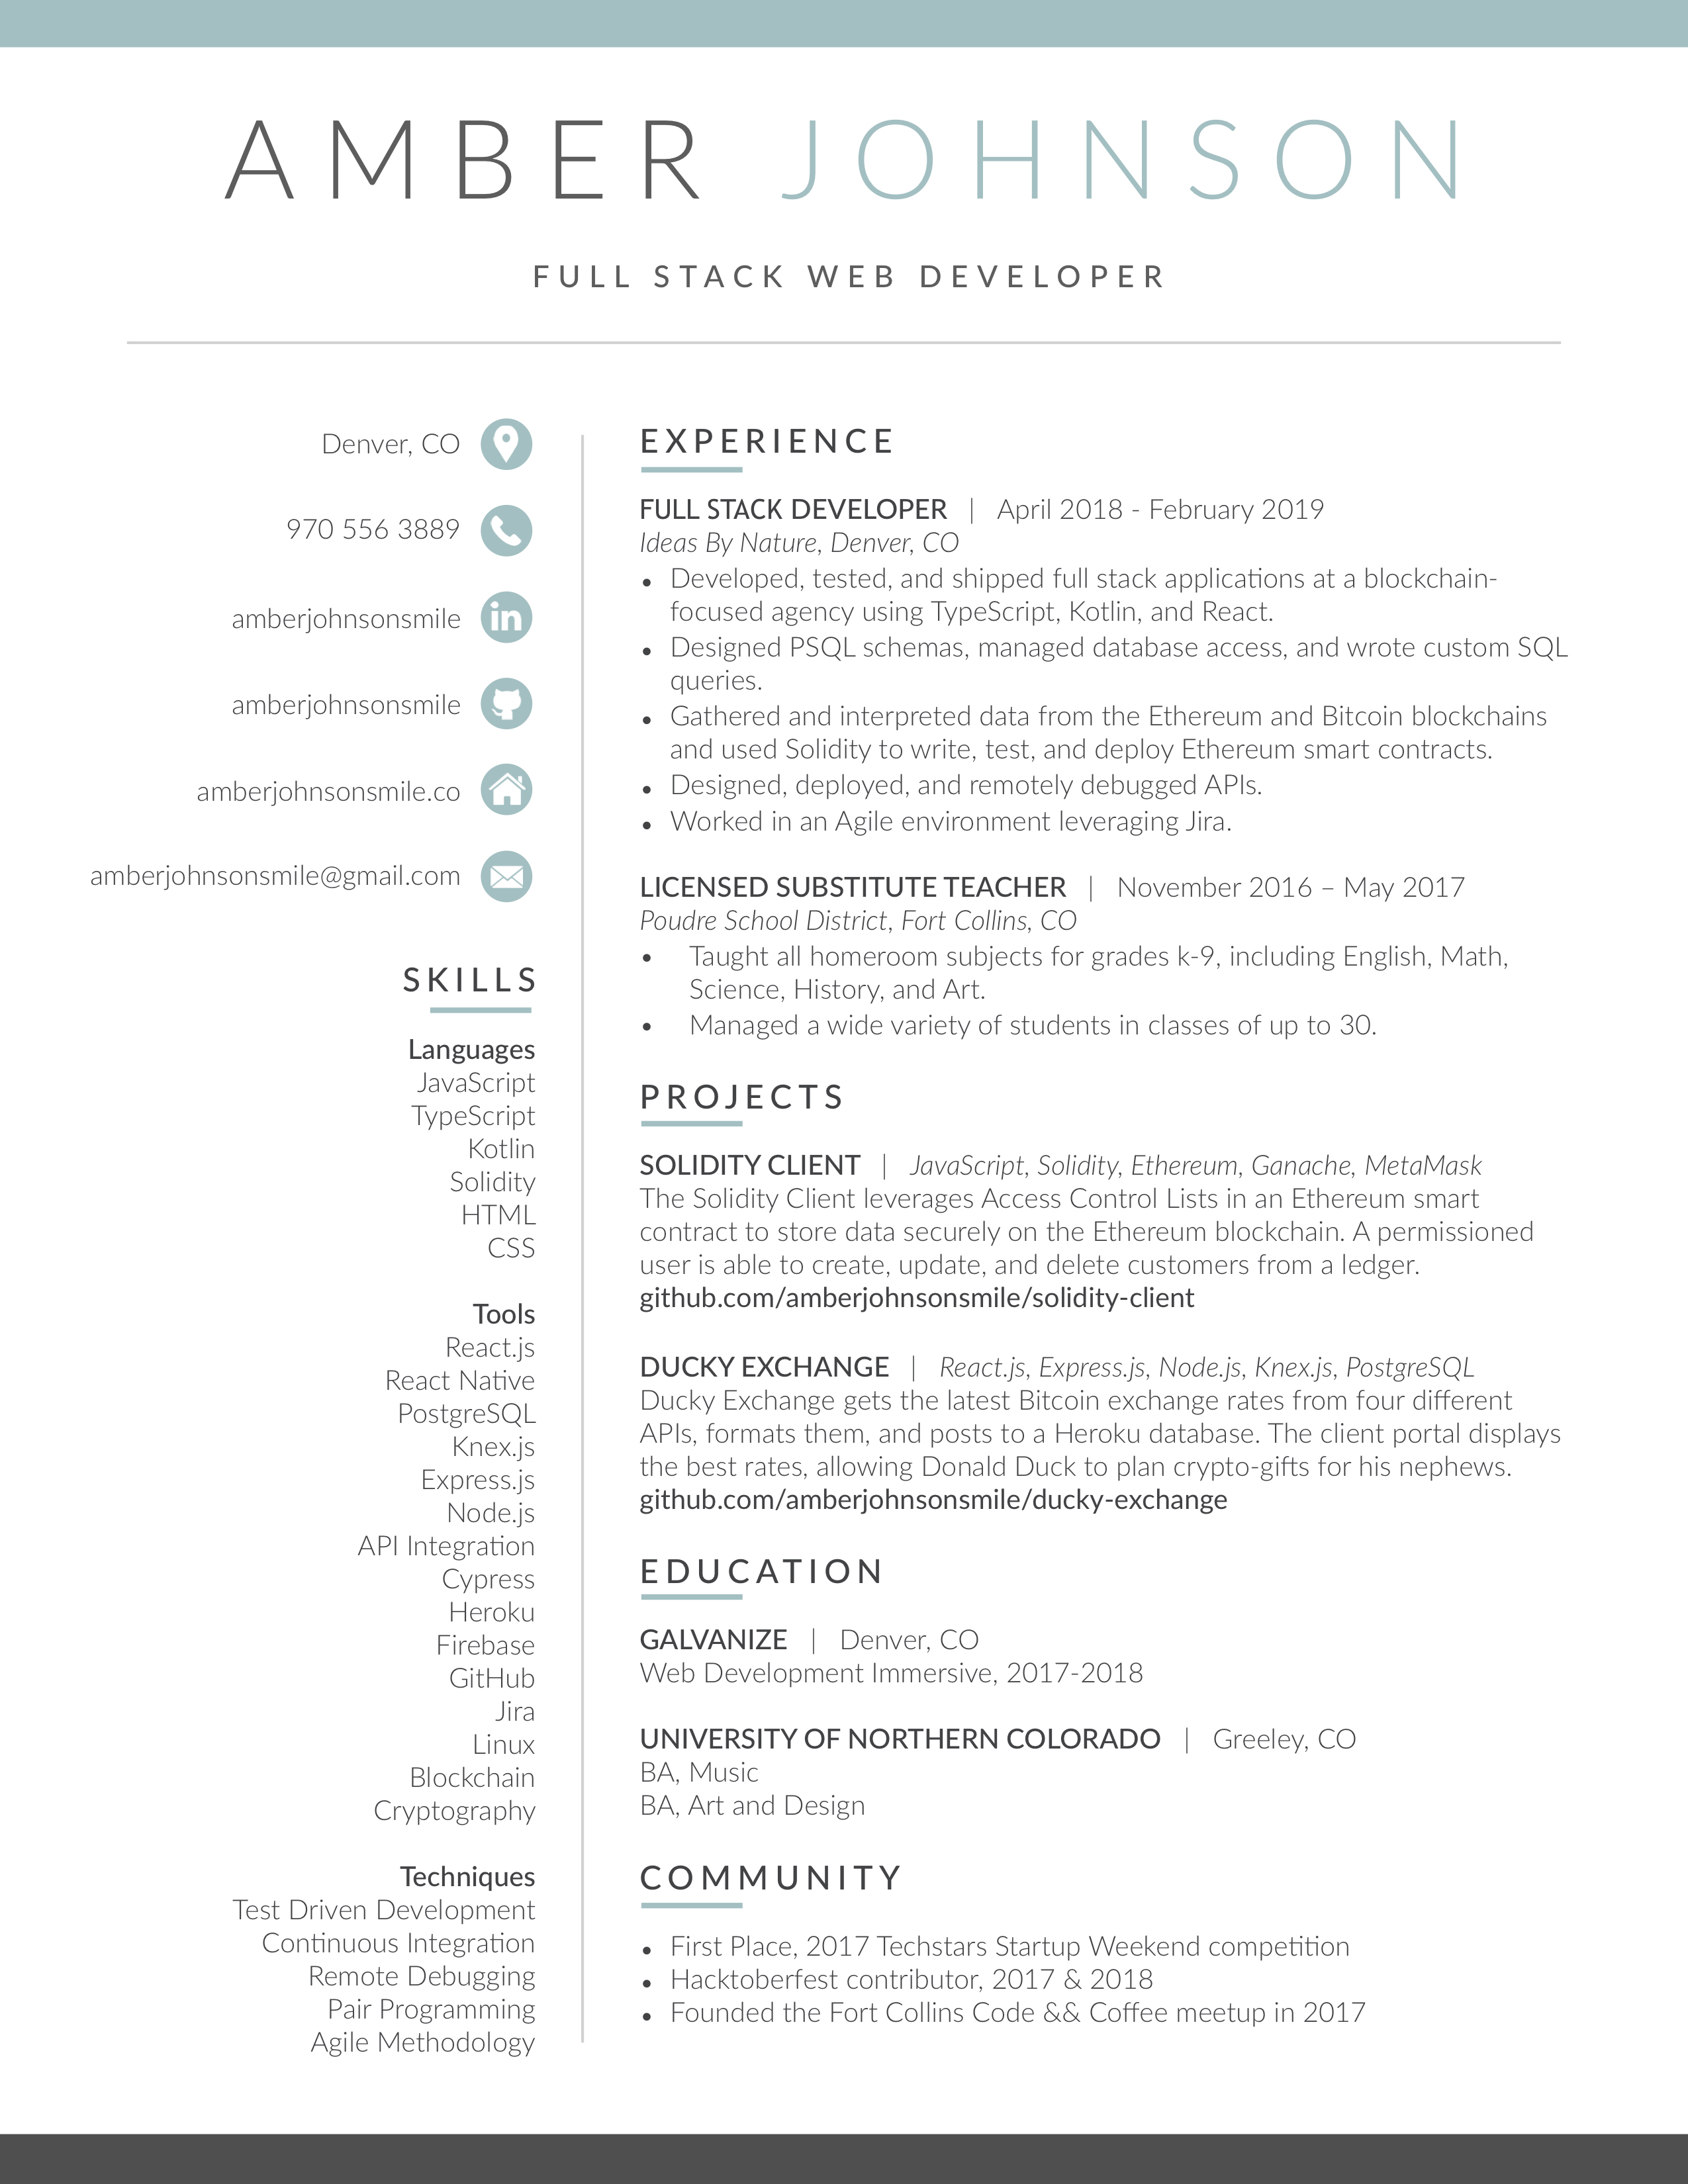 AMBER JOHNSON
FULL STACK WEB DEVELOPER
Denver, CO
970 556 3889
in
amberjohnsonsmile
amberjohnsonsmile
amberjohnsonsmile.co
amberjohnsonsmile@gmail.com
SKILLS
Languages
JavaScript
TypeScript
Kotlin
Solidity
HTML
CSS
Tools
React.js
React Native
PostgreSQL
Knex.js
Express.js
Node.js
API Integration
Cypress
Heroku
Firebase
GitHub
Jira
Linux
Blockchain
Cryptography
Techniques
Test Driven Development
Continuous Integration
Remote Debugging
Pair Programming
Agile Methodology
EXPERIENCE
FULL STACK DEVELOPER | April 2018 - February 2019
Ideas By Nature, Denver, CO
• Developed, tested, and shipped full stack applications at a blockchain-
focused agency using TypeScript, Kotlin, and React.
• Designed PSQL schemas, managed database access, and wrote custom SQL
queries.
• Gathered and interpreted data from the Ethereum and Bitcoin blockchains
and used Solidity to write, test, and deploy Ethereum smart contracts.
• Designed, deployed, and remotely debugged APIs.
• Worked in an Agile environment leveraging Jira.
LICENSED SUBSTITUTE TEACHER | November 2016 – May 2017
Poudre School District, Fort Collins, CO
• Taught all homeroom subjects for grades k-9, including English, Math,
Science, History, and Art.
• Managed a wide variety of students in classes of up to 30.
PROJECTS
SOLIDITY CLIENT | JavaScript, Solidity, Ethereum, Ganache, MetaMask
The Solidity Client leverages Access Control Lists in an Ethereum smart
contract to store data securely on the Ethereum blockchain. A permissioned
user is able to create, update, and delete customers from a ledger.
github.com/amberjohnsonsmile/solidity-client
DUCKY EXCHANGE | React.js, Express.js, Node.js, Knex.js, PostgreSQL
Ducky Exchange gets the latest Bitcoin exchange rates from four different
APIs, formats them, and posts to a Heroku database. The client portal displays
the best rates, allowing Donald Duck to plan crypto-gifts for his nephews.
github.com/amberjohnsonsmile/ducky-exchange
EDUCATION
GALVANIZE | Denver, CO
Web Development Immersive, 2017-2018
UNIVERSITY OF NORTHERN COLORADO | Greeley, CO
BA, Music
BA, Art and Design
COMMUNITY
• First Place, 2017 Techstars Startup Weekend competition
• Hacktoberfest contributor, 2017 & 2018
• Founded the Fort Collins Code && Coffee meetup in 2017